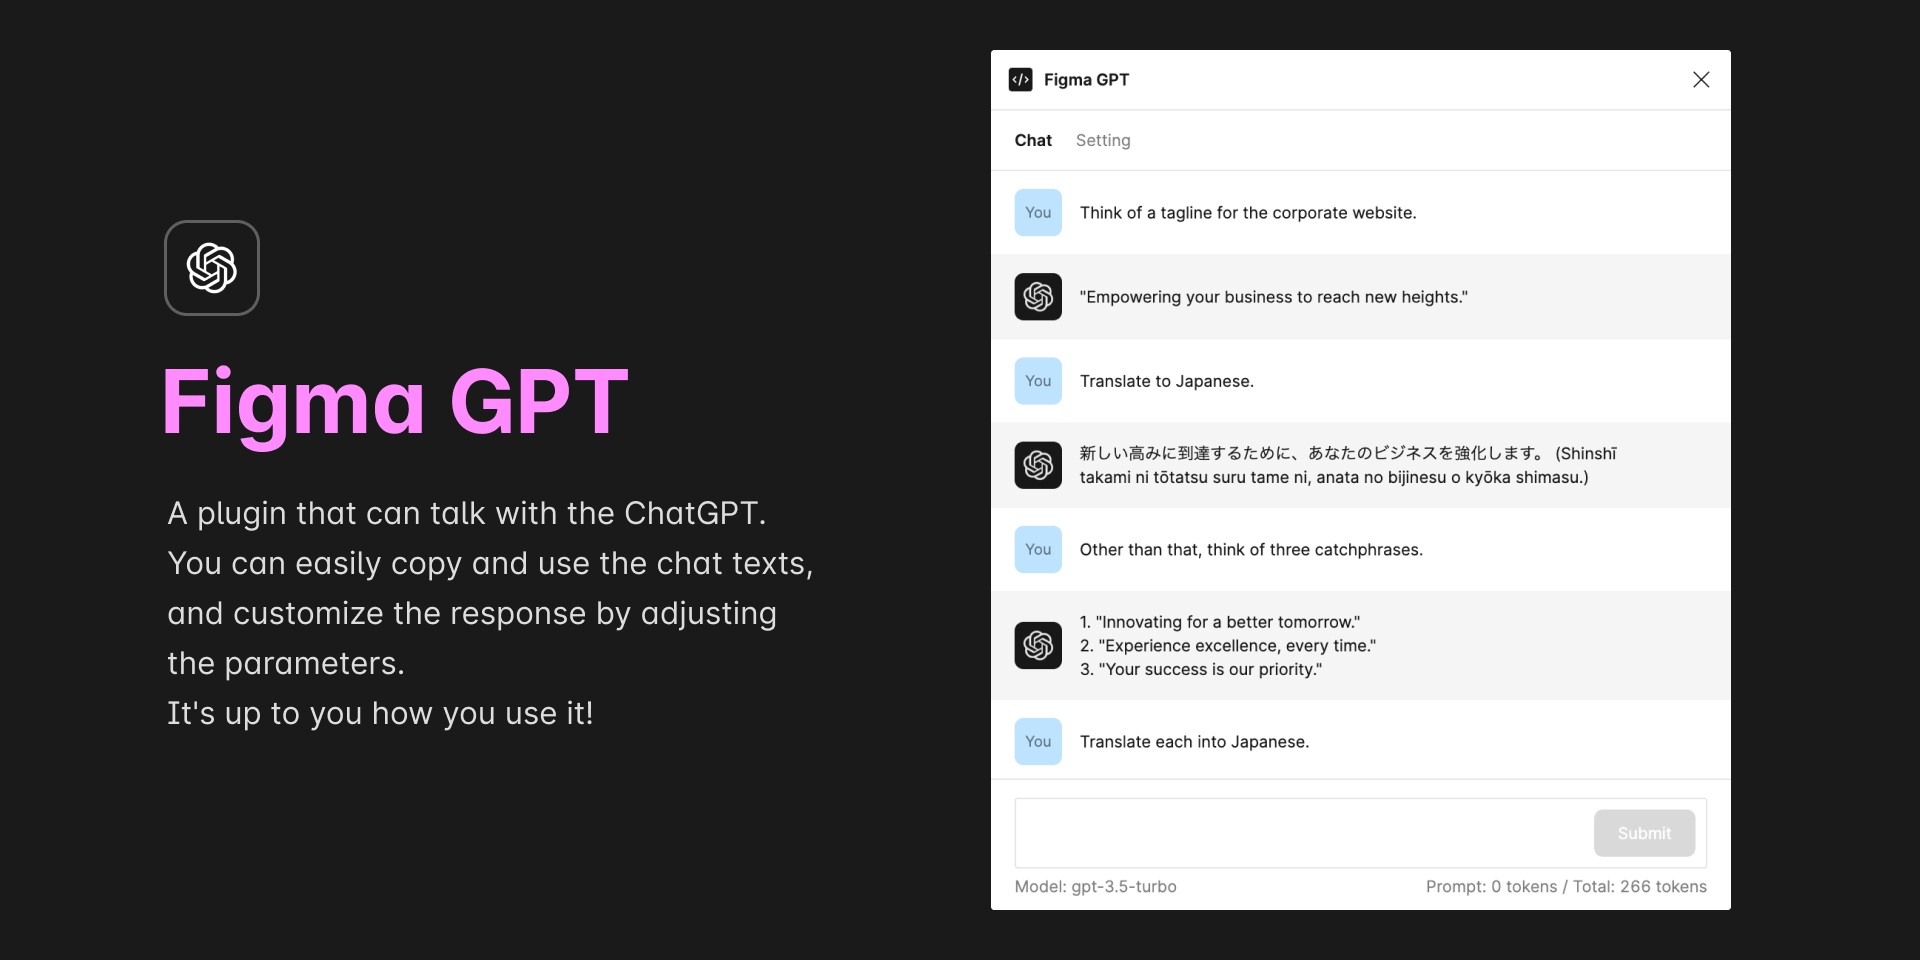 Figma GPT
A plugin that can talk with the ChatGPT.
You can easily copy and use the chat texts,
and customize the response by adjusting
the parameters.
It's up to you how you use it!
</> Figma GPT
Chat Setting
You Think of a tagline for the corporate website.
"Empowering your business to reach new heights."
You Translate to Japanese.
新しい高みに到達するために、あなたのビジネスを強化します。 (Shinshī
takami ni tōtatsu suru tame ni, anata no bijinesu o kyōka shimasu.)
You Other than that, think of three catchphrases.
1. "Innovating for a better tomorrow."
2. "Experience excellence, every time."
3. "Your success is our priority."
You Translate each into Japanese.
Submit
Model: gpt-3.5-turbo Prompt: 0 tokens / Total: 266 tokens